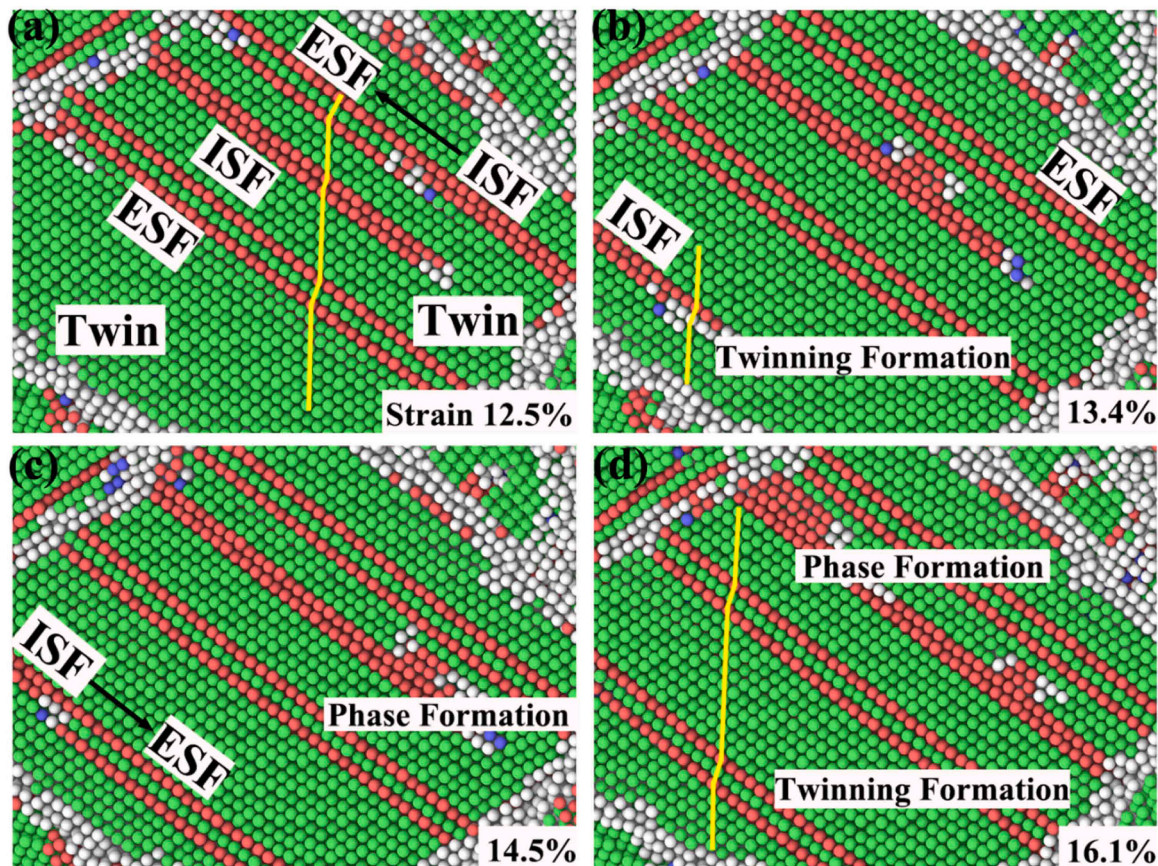 (a)
ESF
ISF
ISF
ESF
Twin
Twin
Strain 12.5%
(b)
ESF
ISF
Twinning Formation
13.4%
(c)
ISF
Phase Formation
ESF
14.5%
(d)
Phase Formation
Twinning Formation
16.1%